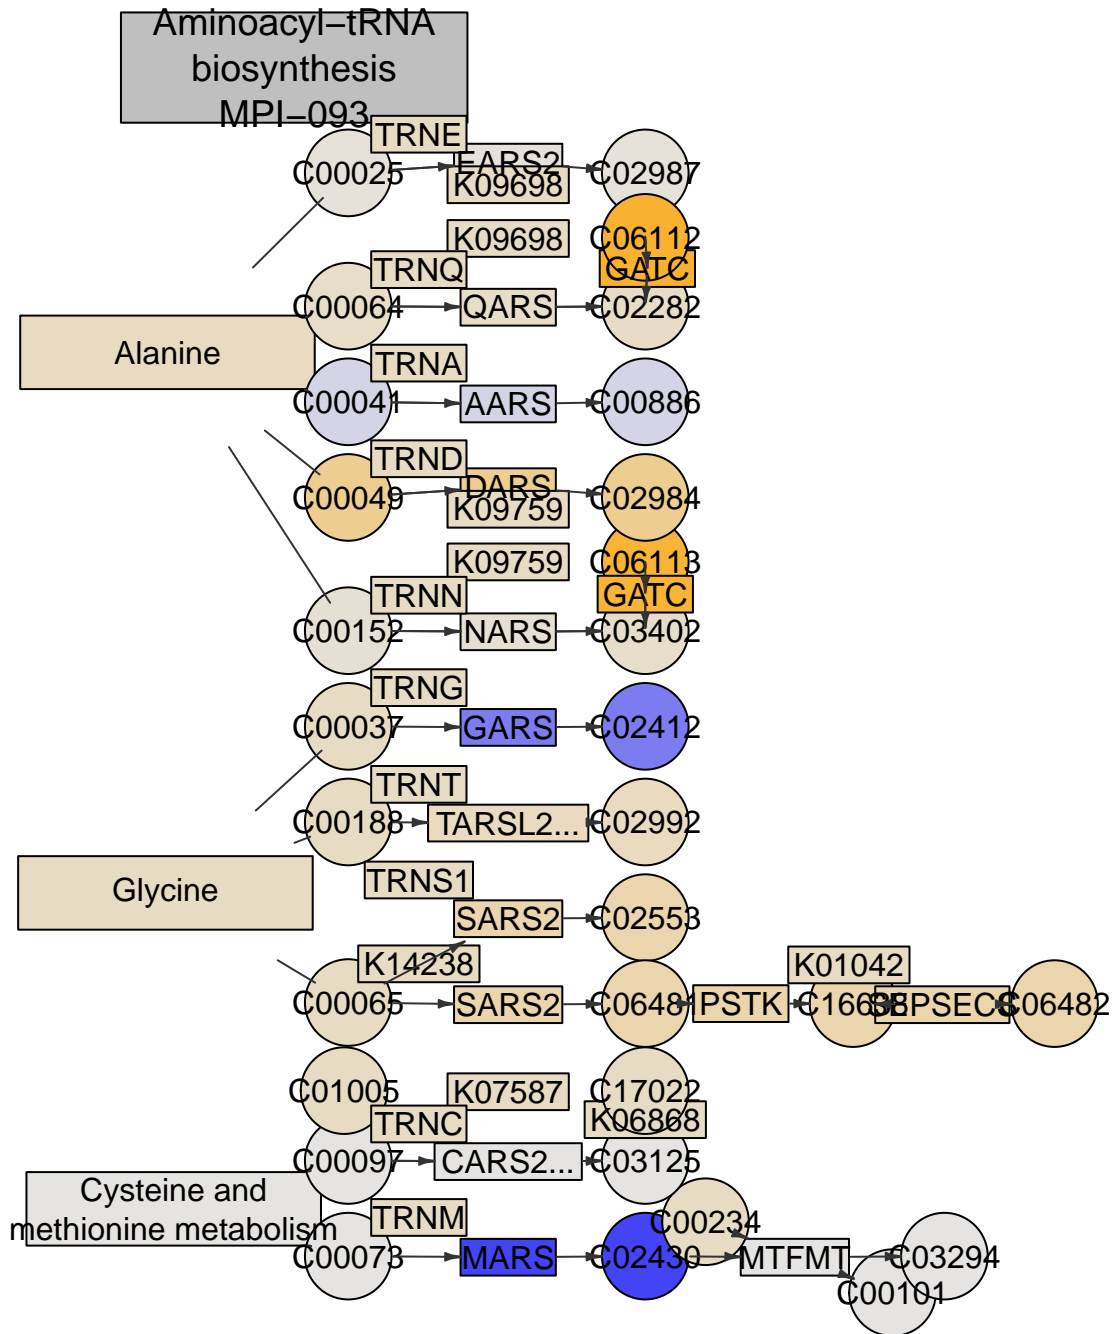 Aminoacyl−tRNA
biosynthesis
MPI−093
TRNE
C00025
EARS2
C02987
K09698
K09698
C06112
TRNQ
GATC
C00064
QARS
C02282
Alanine
TRNA
C00041
AARS
C00886
TRND
C00049
DARS
C02984
K09759
K09759
C06113
TRNN
GATC
C00152
NARS
C03402
TRNG
C00037
GARS
C02412
TRNT
C00188
TARSL2...
C02992
Glycine
TRNS1
SARS2
C02553
K14238
K01042
C00065
SARS2
C06481
PSTK
C16638
SEPSECS
C06482
C01005
K07587
C17022
TRNC
K06868
C00097
CARS2...
C03125
Cysteine and
methionine metabolism
TRNM
C00234
C00073
MARS
C02430
MTFMT
C03294
C00101